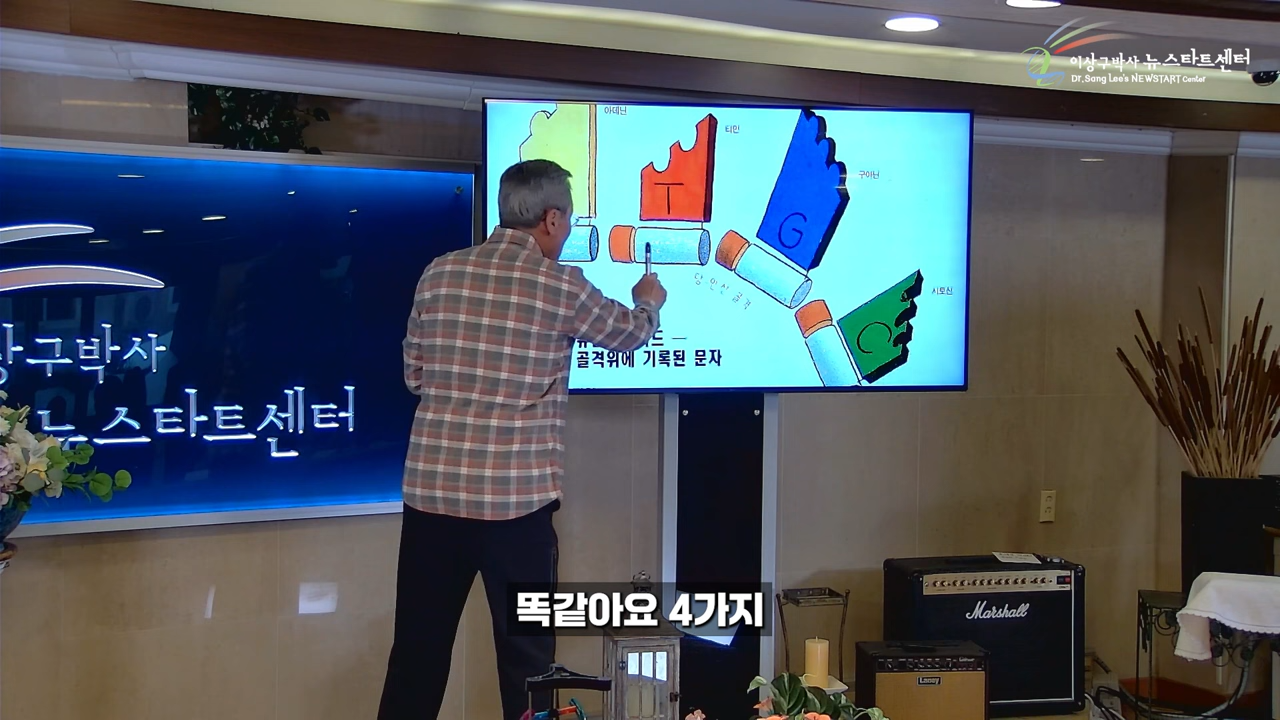 이상구박사 뉴스타트센터
Dr. Sang Lee's NEWSTART Center
아데닌
티민
구아닌
시토신
T
G
C
당 인산 골격
골격위에 기록된 문자
상구박사
뉴스타트센터
똑같아요 4가지
Marshall
Laney